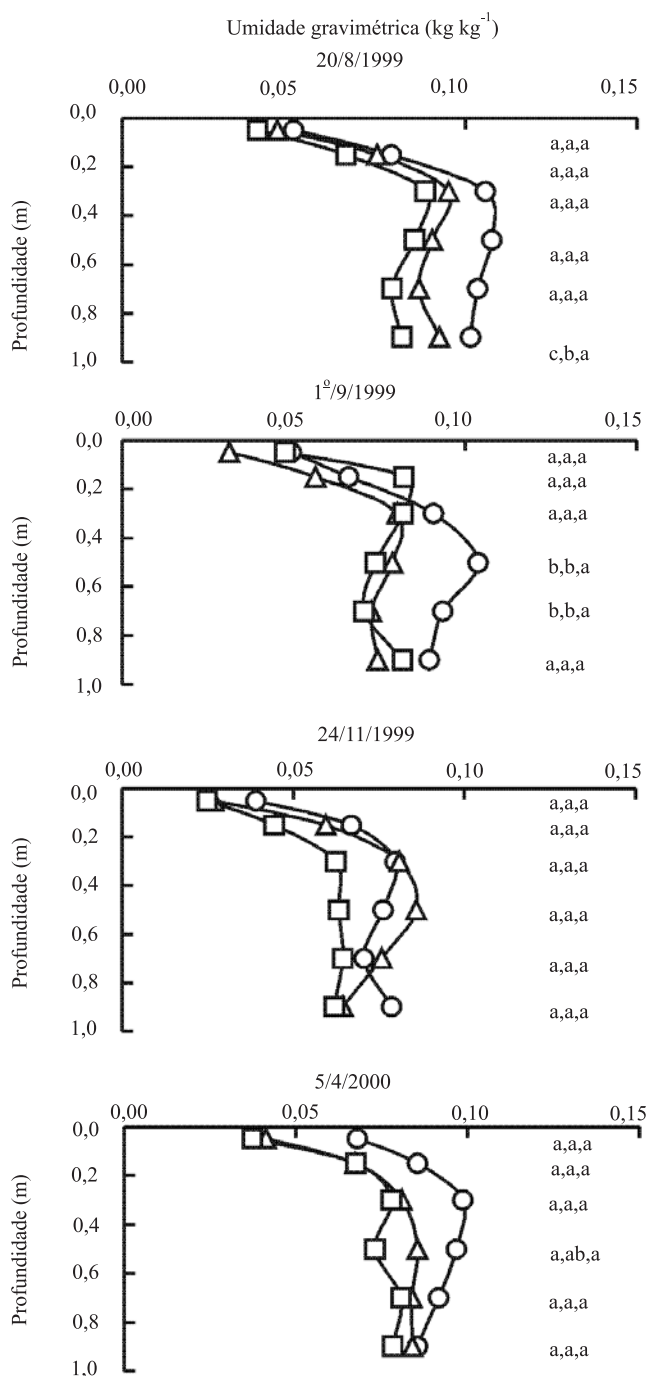 Umidade gravimétrica (kg kg⁻¹)
20/8/1999
0,00 0,05 0,10 0,15
Profundidade (m)
0,0
0,2
0,4
0,6
0,8
1,0
a,a,a
a,a,a
a,a,a
a,a,a
a,a,a
c,b,a
1º/9/1999
0,00 0,05 0,10 0,15
Profundidade (m)
0,0
0,2
0,4
0,6
0,8
1,0
a,a,a
a,a,a
a,a,a
b,b,a
b,b,a
a,a,a
24/11/1999
0,00 0,05 0,10 0,15
Profundidade (m)
0,0
0,2
0,4
0,6
0,8
1,0
a,a,a
a,a,a
a,a,a
a,a,a
a,a,a
a,a,a
5/4/2000
0,00 0,05 0,10 0,15
Profundidade (m)
0,0
0,2
0,4
0,6
0,8
1,0
a,a,a
a,a,a
a,a,a
a,ab,a
a,a,a
a,a,a